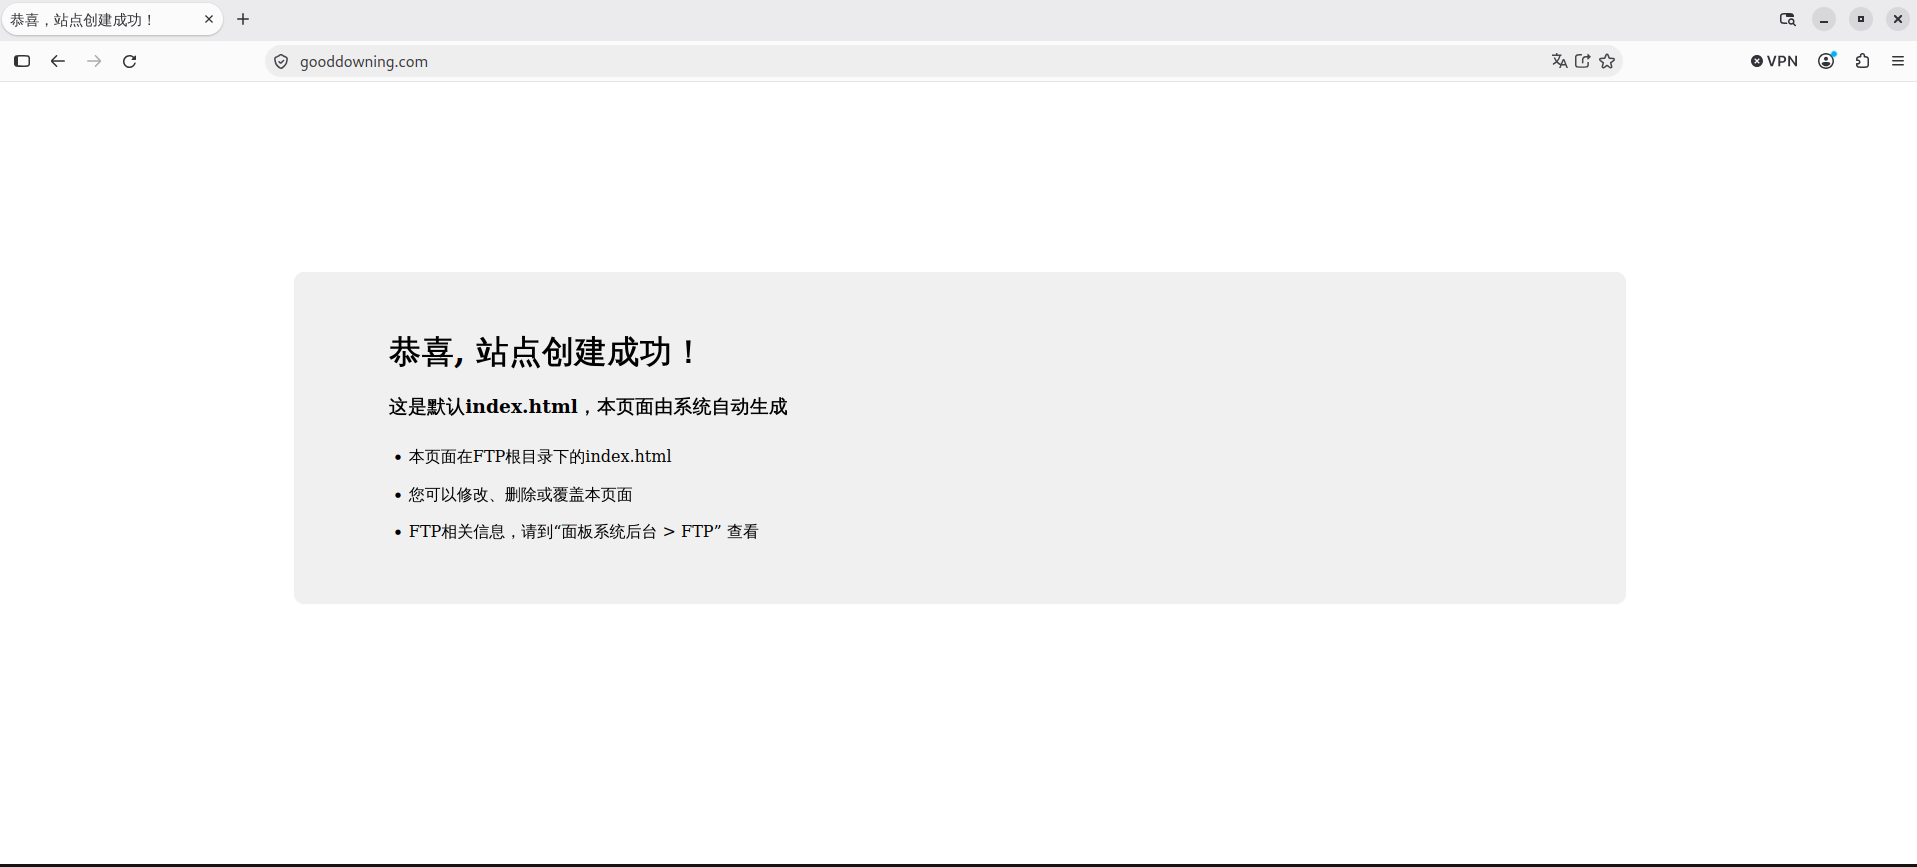 恭喜，站点创建成功！
gooddowning.com
VPN
恭喜, 站点创建成功！
这是默认index.html，本页面由系统自动生成
本页面在FTP根目录下的index.html
您可以修改、删除或覆盖本页面
FTP相关信息，请到“面板系统后台 > FTP” 查看